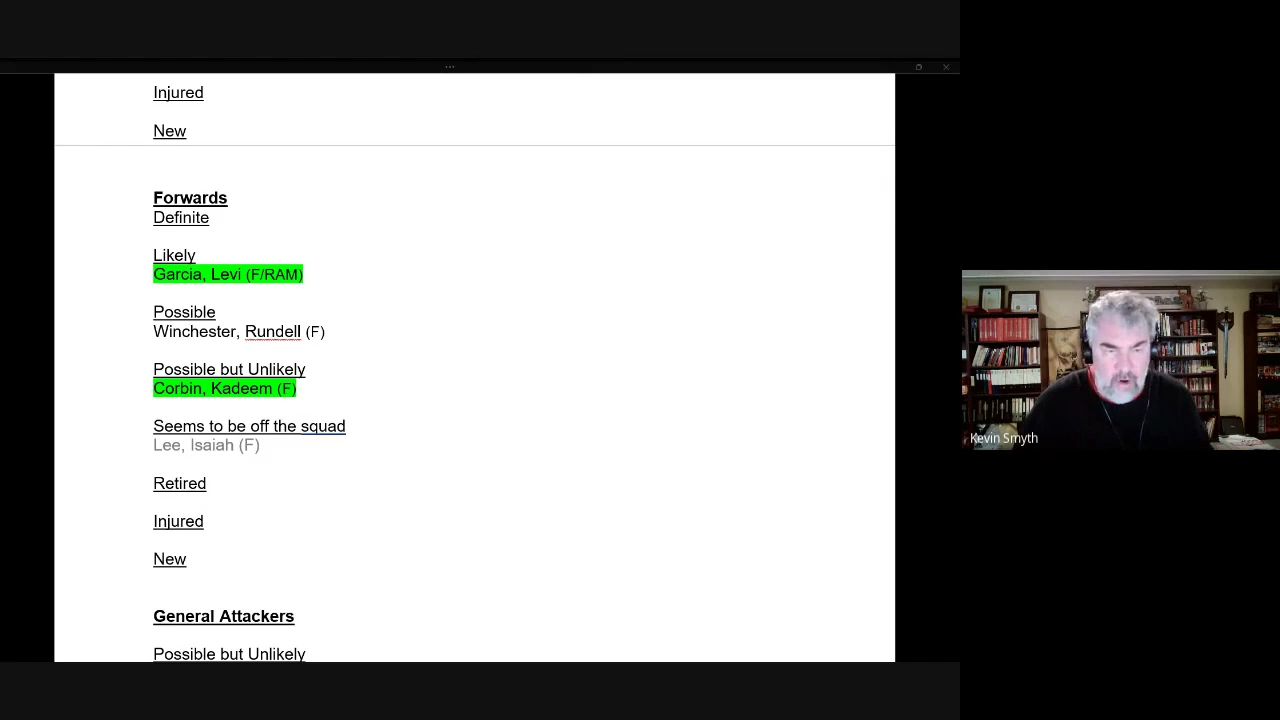 Injured
New
Forwards
Definite
Likely
Garcia, Levi (F/RAM)
Possible
Winchester, Rundell (F)
Possible but Unlikely
Corbin, Kadeem (F)
Seems to be off the squad
Lee, Isaiah (F)
Retired
Injured
New
General Attackers
Possible but Unlikely
Kevin Smyth